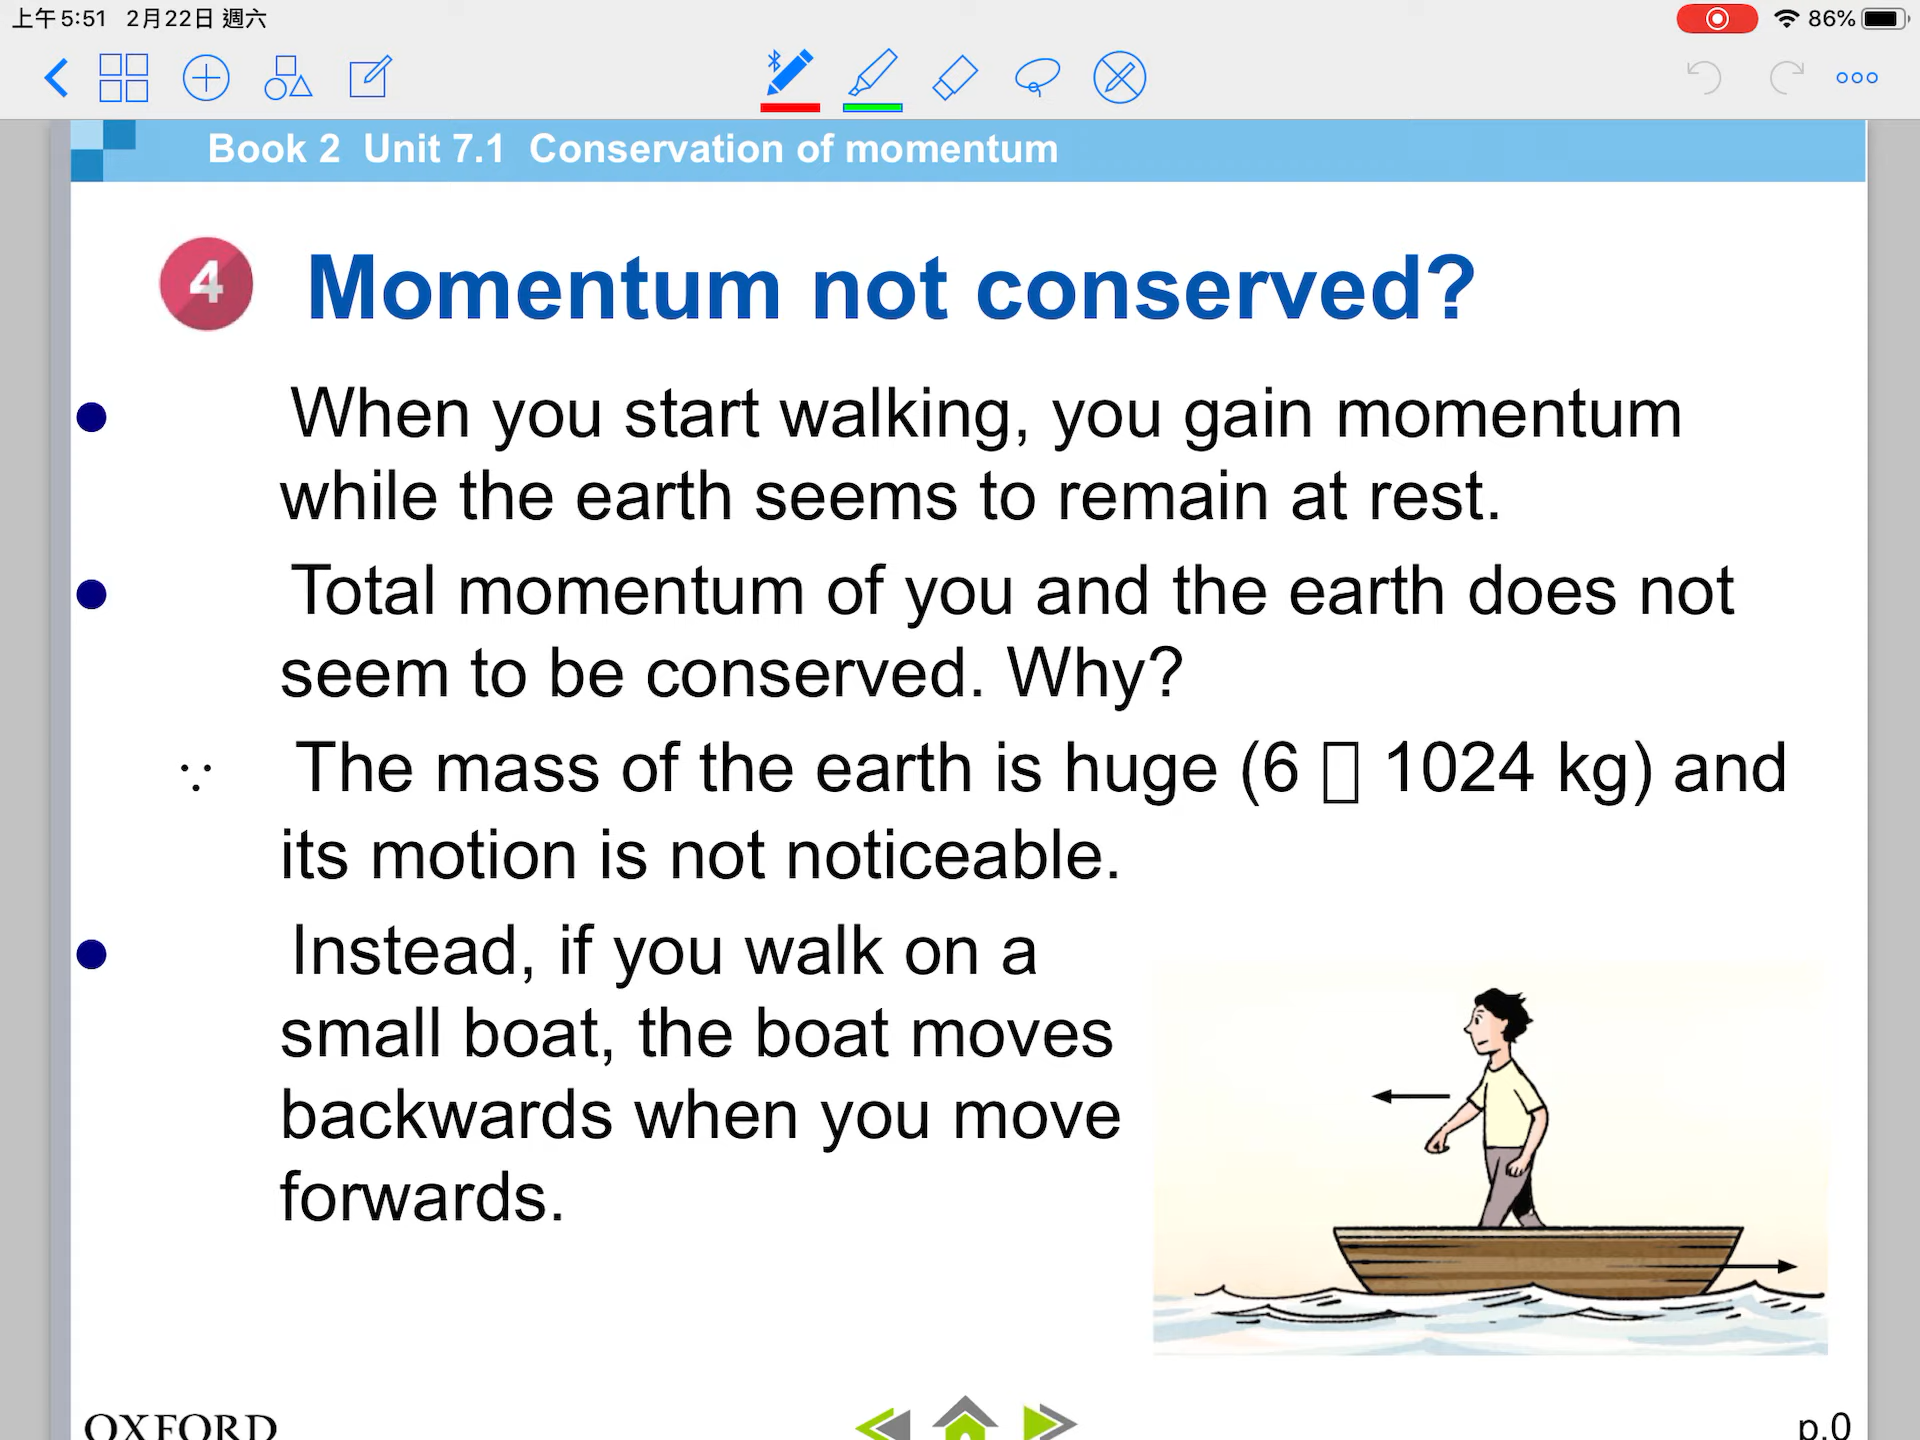 上午5:51 2月22日 週六
86%
Book 2 Unit 7.1 Conservation of momentum
4 Momentum not conserved?
● When you start walking, you gain momentum
while the earth seems to remain at rest.
● Total momentum of you and the earth does not
seem to be conserved. Why?
∵ The mass of the earth is huge (6 □ 1024 kg) and
its motion is not noticeable.
● Instead, if you walk on a
small boat, the boat moves
backwards when you move
forwards.
OXFORD
p.0